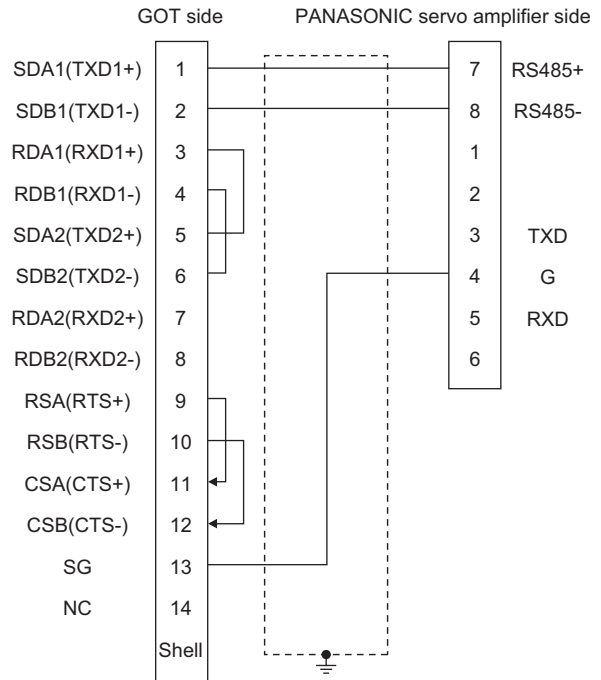 GOT side PANASONIC servo amplifier side
SDA1(TXD1+) 1 7 RS485+
SDB1(TXD1-) 2 8 RS485-
RDA1(RXD1+) 3 1
RDB1(RXD1-) 4 2
SDA2(TXD2+) 5 3 TXD
SDB2(TXD2-) 6 4 G
RDA2(RXD2+) 7 5 RXD
RDB2(RXD2-) 8 6
RSA(RTS+) 9
RSB(RTS-) 10
CSA(CTS+) 11
CSB(CTS-) 12
SG 13
NC 14
Shell